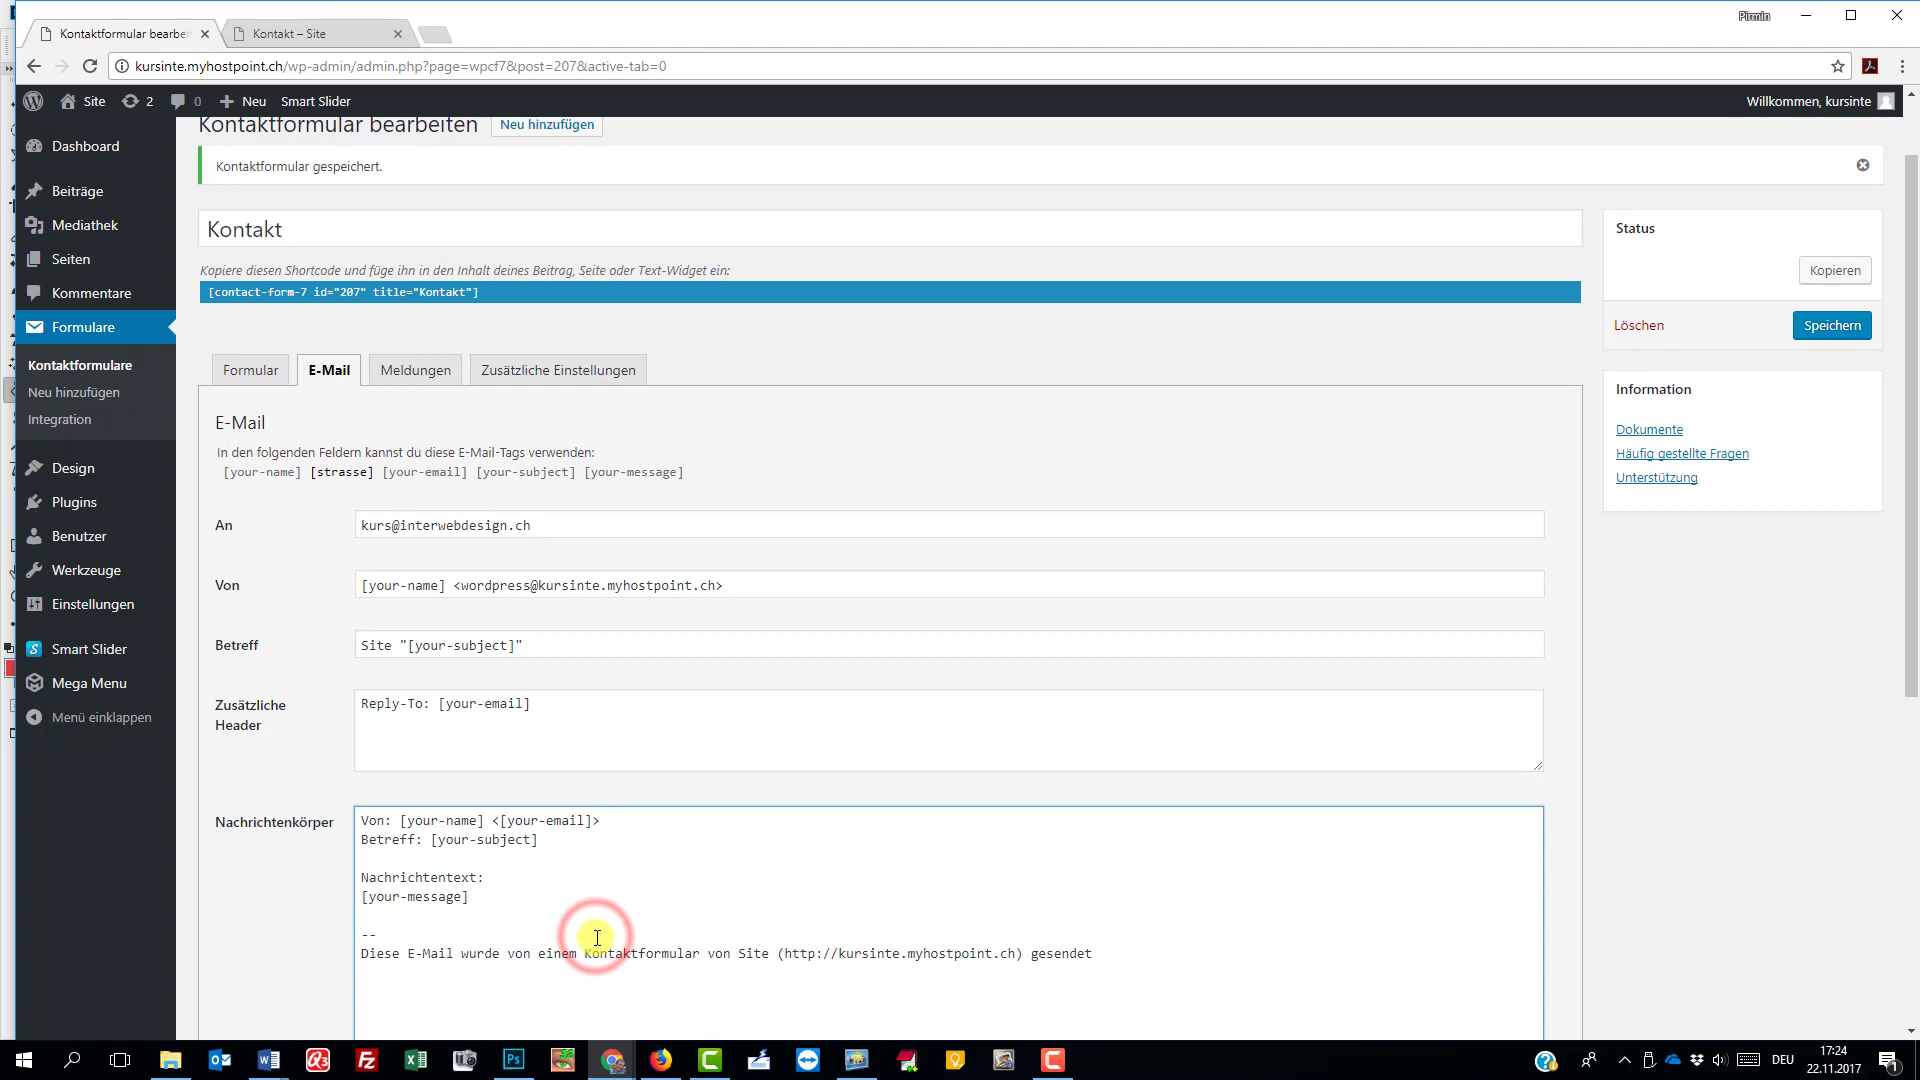 Pirmin
Kontaktformular bearbei
Kontakt – Site
kursinte.myhostpoint.ch/wp-admin/admin.php?page=wpcf7&post=207&active-tab=0
Site 2 0 Neu Smart Slider Willkommen, kursinte
Dashboard
Beiträge
Mediathek
Seiten
Kommentare
Formulare
Kontaktformulare
Neu hinzufügen
Integration
Design
Plugins
Benutzer
Werkzeuge
Einstellungen
Smart Slider
Mega Menu
Menü einklappen
Kontaktformular bearbeiten Neu hinzufügen
Kontaktformular gespeichert.
Kontakt
Kopiere diesen Shortcode und füge ihn in den Inhalt deines Beitrag, Seite oder Text-Widget ein:
[contact-form-7 id="207" title="Kontakt"]
Formular E-Mail Meldungen Zusätzliche Einstellungen
E-Mail
In den folgenden Feldern kannst du diese E-Mail-Tags verwenden:
[your-name] [strasse] [your-email] [your-subject] [your-message]
An kurs@interwebdesign.ch
Von [your-name] <wordpress@kursinte.myhostpoint.ch>
Betreff Site "[your-subject]"
Zusätzliche
Header
Reply-To: [your-email]
Nachrichtenkörper
Von: [your-name] <[your-email]>
Betreff: [your-subject]
Nachrichtentext:
[your-message]
--
Diese E-Mail wurde von einem Kontaktformular von Site (http://kursinte.myhostpoint.ch) gesendet
Status
Kopieren
Löschen Speichern
Information
Dokumente
Häufig gestellte Fragen
Unterstützung
DEU
17:24
22.11.2017